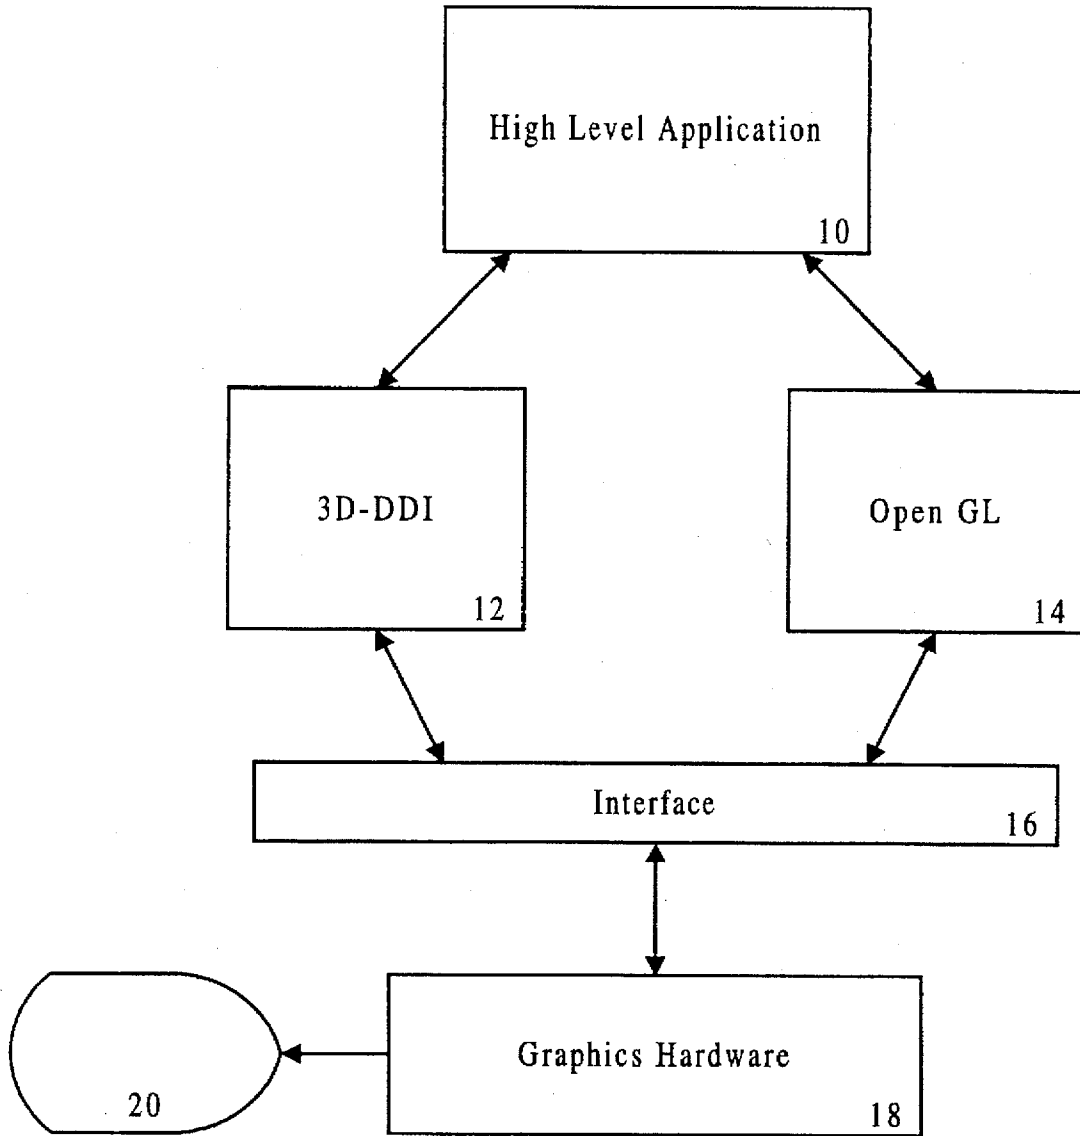 High Level Application
10
3D-DDI
12
Open GL
14
Interface
16
Graphics Hardware
18
20